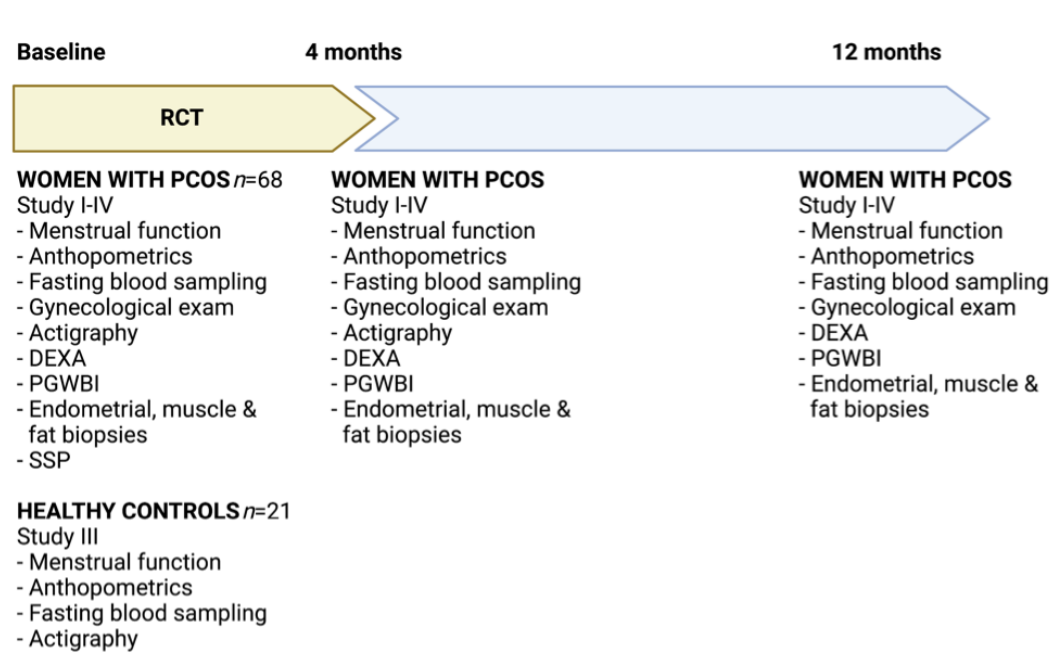 Baseline
4 months
12 months
RCT
WOMEN WITH PCOS n=68
Study I-IV
- Menstrual function
- Anthopometrics
- Fasting blood sampling
- Gynecological exam
- Actigraphy
- DEXA
- PGWBI
- Endometrial, muscle &
fat biopsies
- SSP
HEALTHY CONTROLS n=21
Study III
- Menstrual function
- Anthopometrics
- Fasting blood sampling
- Actigraphy
WOMEN WITH PCOS
Study I-IV
- Menstrual function
- Anthopometrics
- Fasting blood sampling
- Gynecological exam
- Actigraphy
- DEXA
- PGWBI
- Endometrial, muscle &
fat biopsies
WOMEN WITH PCOS
Study I-IV
- Menstrual function
- Anthopometrics
- Fasting blood sampling
- Gynecological exam
- DEXA
- PGWBI
- Endometrial, muscle &
fat biopsies